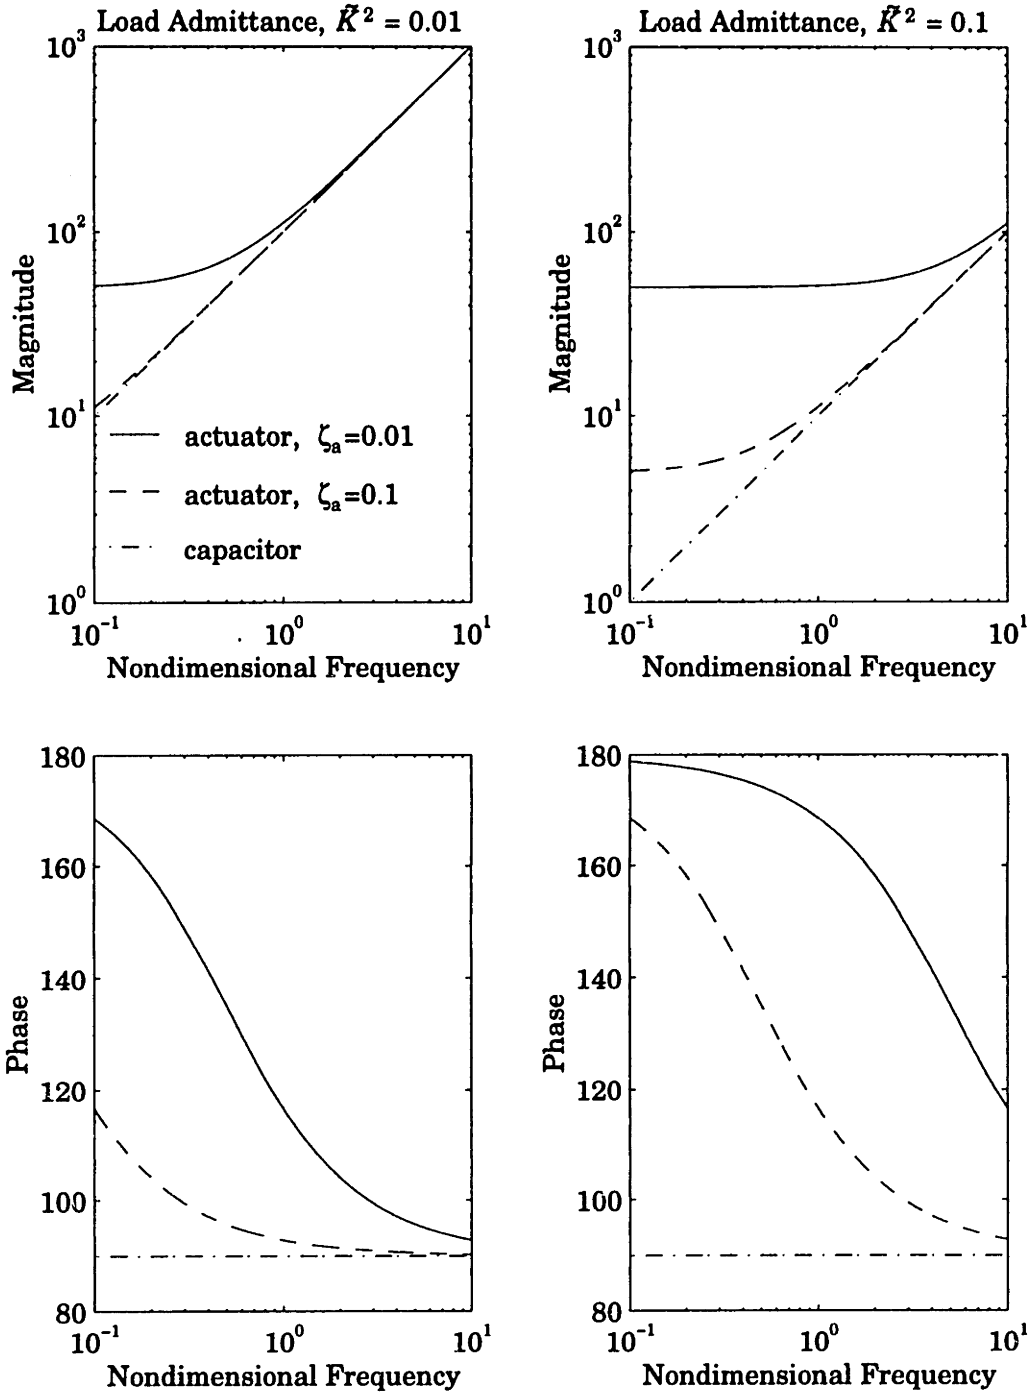 Load Admittance, K̃² = 0.01
10³
10²
10¹
10⁰
Magnitude
actuator, ζₐ=0.01
actuator, ζₐ=0.1
capacitor
10⁻¹ 10⁰ 10¹
Nondimensional Frequency
Load Admittance, K̃² = 0.1
10³
10²
10¹
10⁰
Magnitude
10⁻¹ 10⁰ 10¹
Nondimensional Frequency
180
160
140
120
100
80
Phase
10⁻¹ 10⁰ 10¹
Nondimensional Frequency
180
160
140
120
100
80
Phase
10⁻¹ 10⁰ 10¹
Nondimensional Frequency